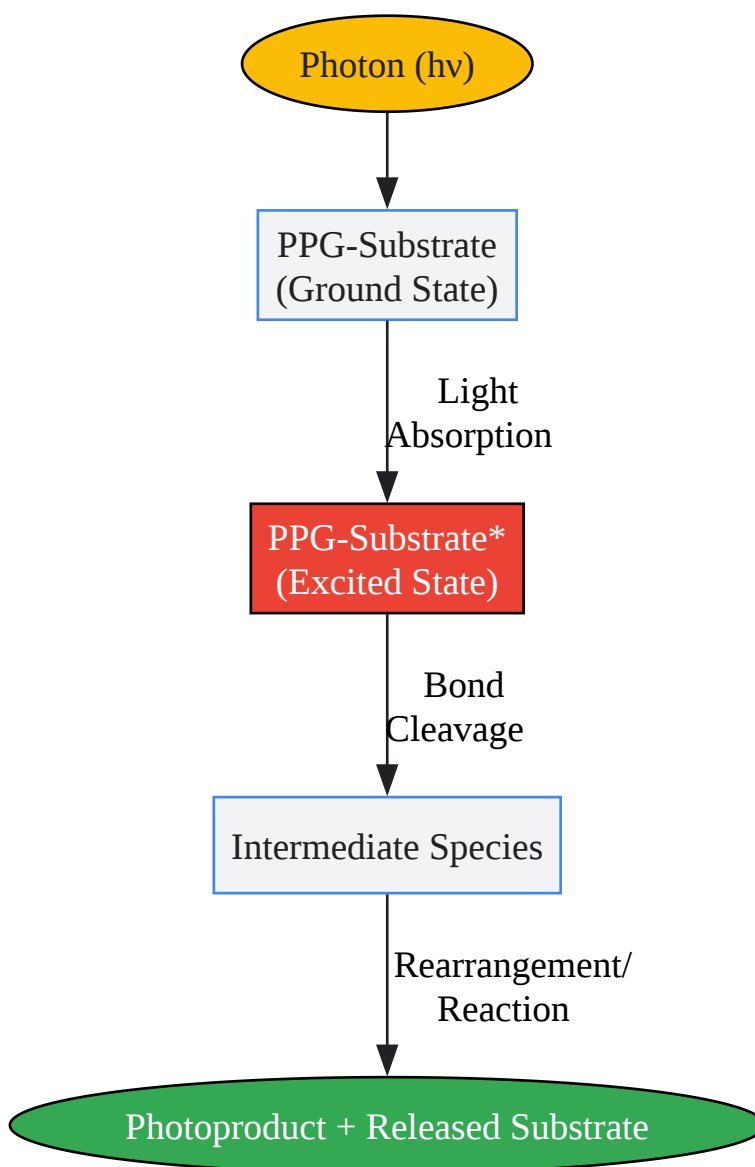 Photon (hν)
PPG-Substrate
(Ground State)
Light
Absorption
PPG-Substrate*
(Excited State)
Bond
Cleavage
Intermediate Species
Rearrangement/
Reaction
Photoproduct + Released Substrate